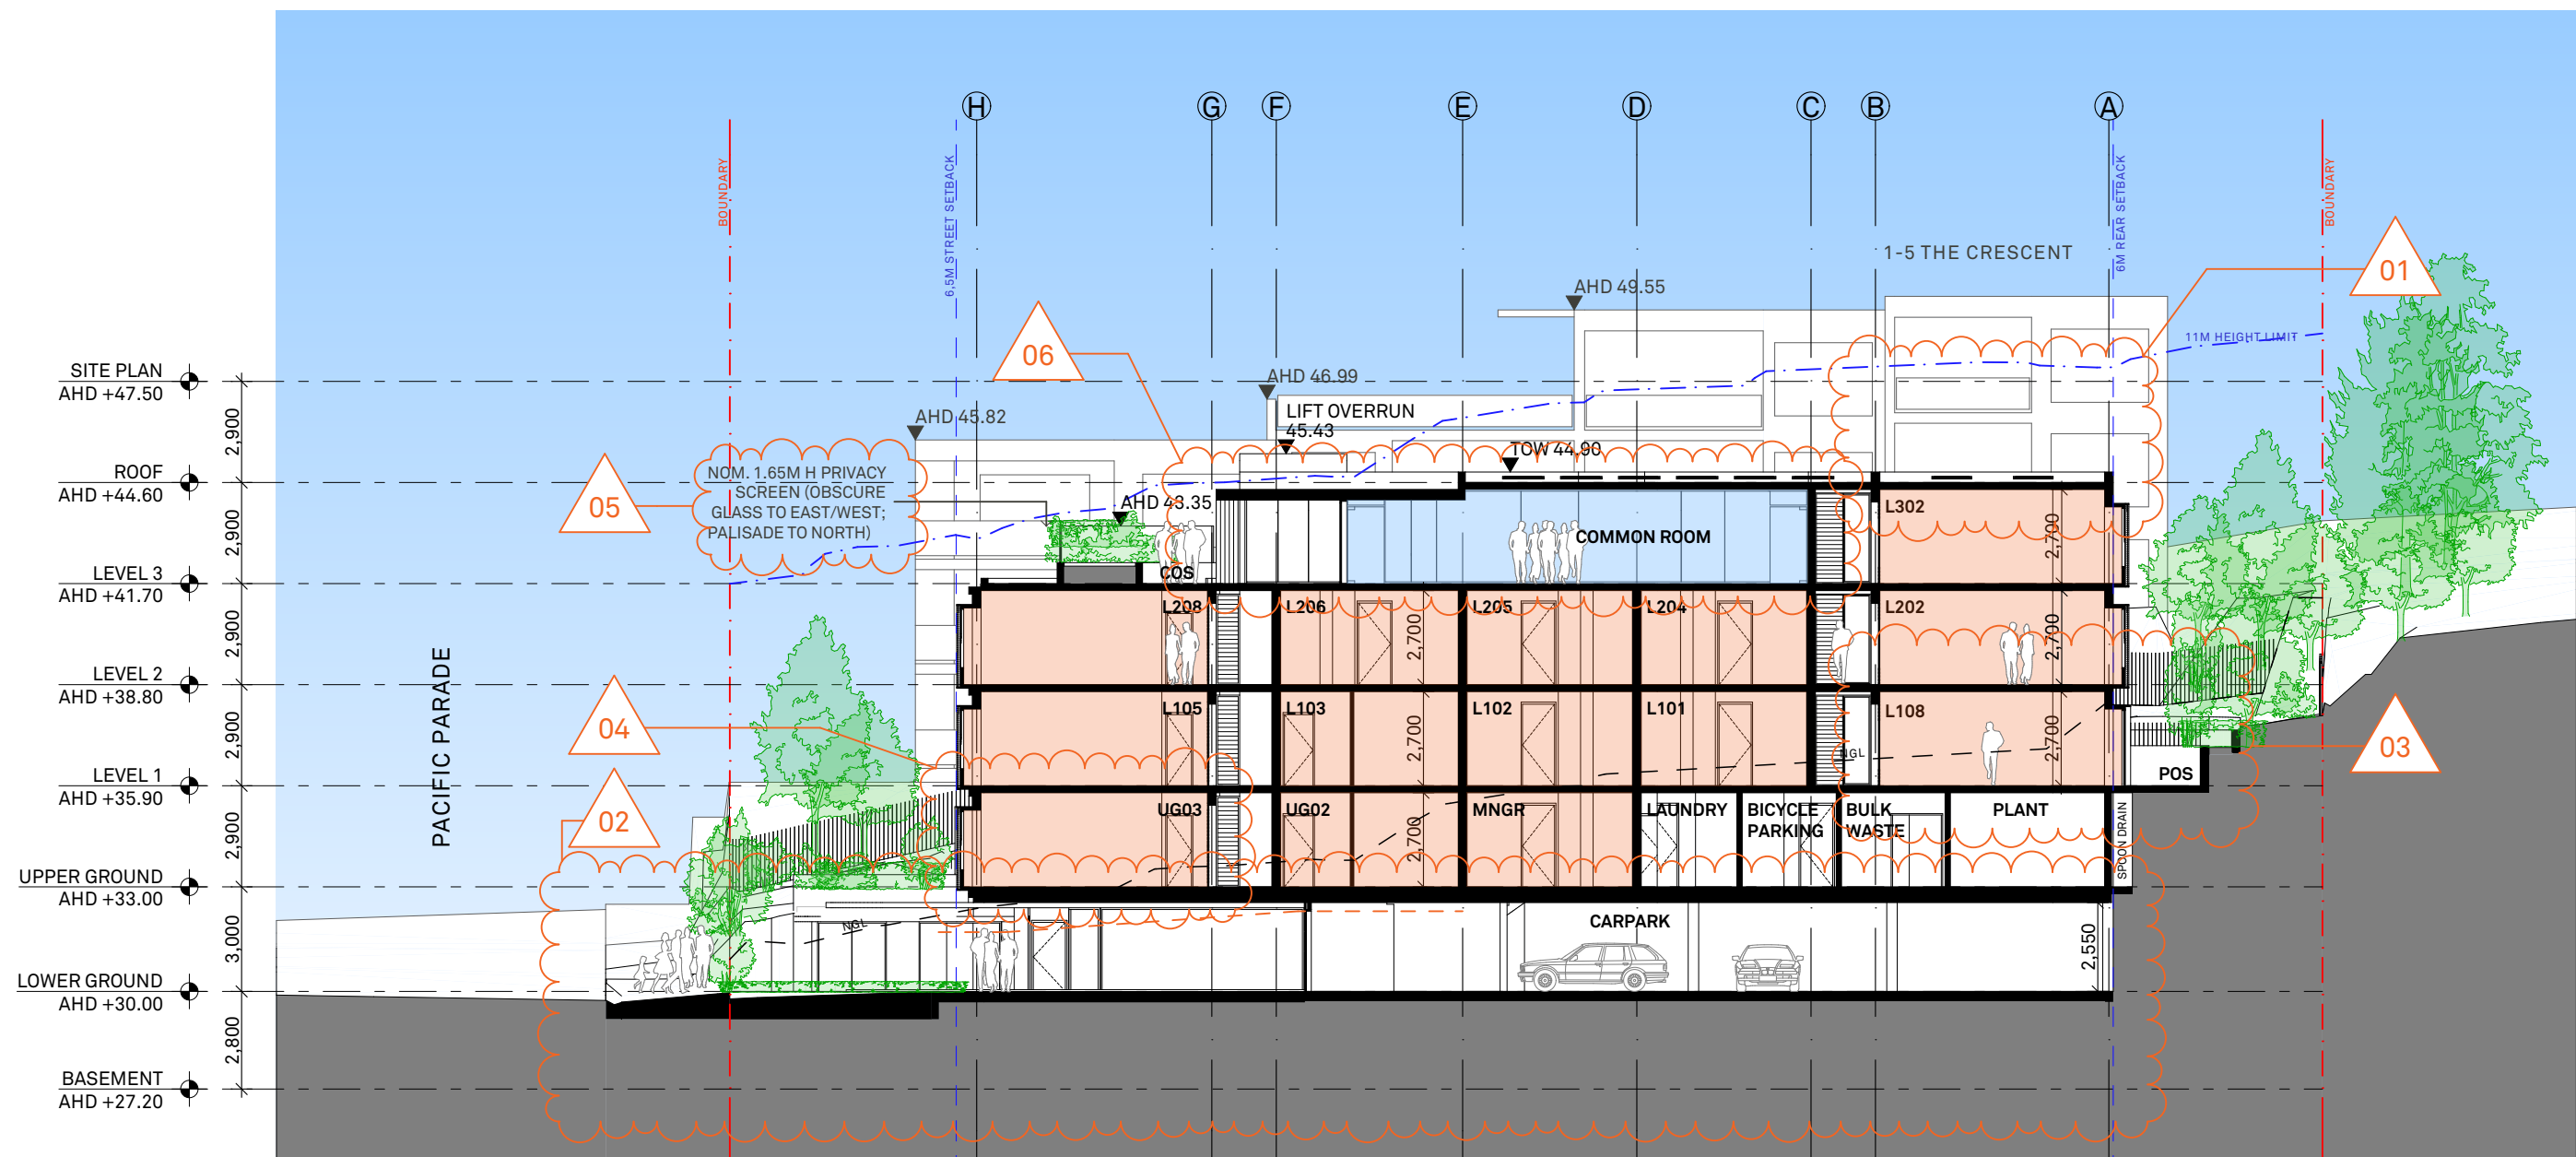 H
G
F
E
D
C
B
A
BOUNDARY
6,5M STREET SETBACK
6M REAR SETBACK
BOUNDARY
1-5 THE CRESCENT
01
AHD 49.55
11M HEIGHT LIMIT
06
SITE PLAN
AHD +47.50
AHD 46.99
AHD 45.82
LIFT OVERRUN
45.43
TOW 44.90
2,900
ROOF
AHD +44.60
05
NOM. 1.65M H PRIVACY
SCREEN (OBSCURE
GLASS TO EAST/WEST;
PALISADE TO NORTH)
AHD 43.35
COMMON ROOM
L302
2,700
2,900
LEVEL 3
AHD +41.70
COS
L208
L206
L205
L204
L202
2,700
2,700
2,900
LEVEL 2
AHD +38.80
PACIFIC PARADE
04
L105
L103
L102
L101
L108
2,700
2,700
NGL
03
2,900
LEVEL 1
AHD +35.90
POS
02
UG03
UG02
MNGR
LAUNDRY
BICYCLE
PARKING
BULK
WASTE
PLANT
SPOON DRAIN
2,700
2,900
UPPER GROUND
AHD +33.00
NGL
CARPARK
2,550
3,000
LOWER GROUND
AHD +30.00
2,800
BASEMENT
AHD +27.20